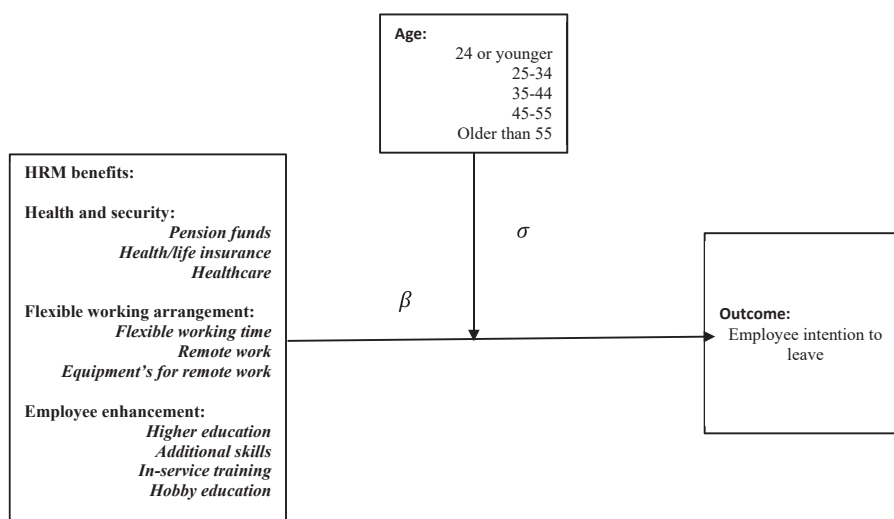 Age:
24 or younger
25-34
35-44
45-55
Older than 55
HRM benefits:
Health and security:
Pension funds
Health/life insurance
Healthcare
Flexible working arrangement:
Flexible working time
Remote work
Equipment's for remote work
Employee enhancement:
Higher education
Additional skills
In-service training
Hobby education
σ
β
Outcome:
Employee intention to
leave